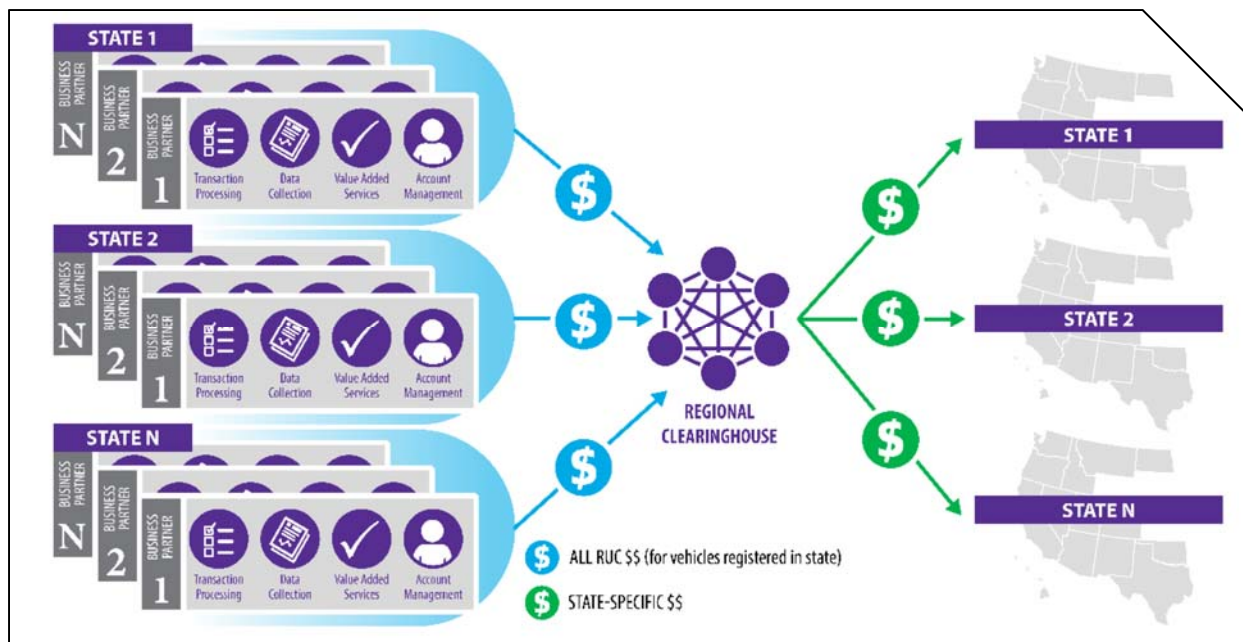 STATE 1
BUSINESS
PARTNER
N
BUSINESS
PARTNER
2
BUSINESS
PARTNER
1
Transaction
Processing
Data
Collection
Value Added
Services
Account
Management
STATE 2
BUSINESS
PARTNER
N
BUSINESS
PARTNER
2
BUSINESS
PARTNER
1
Transaction
Processing
Data
Collection
Value Added
Services
Account
Management
STATE N
BUSINESS
PARTNER
N
BUSINESS
PARTNER
2
BUSINESS
PARTNER
1
Transaction
Processing
Data
Collection
Value Added
Services
Account
Management
$
$
$
REGIONAL
CLEARINGHOUSE
$
$
$
STATE 1
STATE 2
STATE N
$ ALL RUC $$ (for vehicles registered in state)
$ STATE-SPECIFIC $$